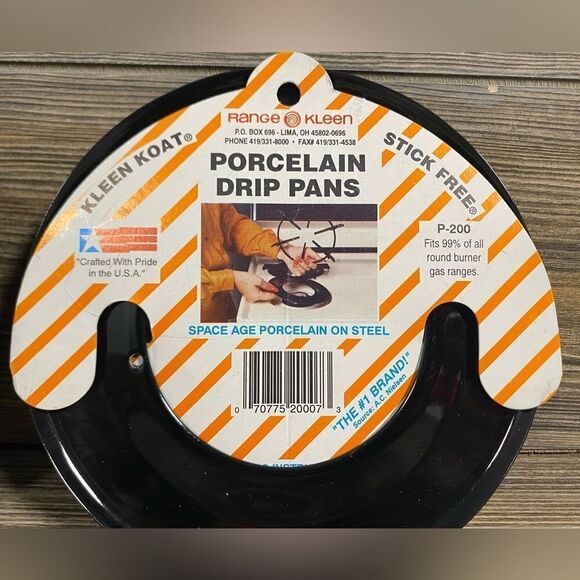 RANGE KLEEN
P.O. BOX 696 - LIMA, OH 45802-0696
PHONE 419/331-8000 • FAX# 419/331-4538
KLEEN KOAT®
PORCELAIN
DRIP PANS
STICK FREE®
"Crafted With Pride
in the U.S.A."
P-200
Fits 99% of all
round burner
gas ranges.
SPACE AGE PORCELAIN ON STEEL
0 70775 20007 3
"THE #1 BRAND!"
Source: A.C. Nielsen